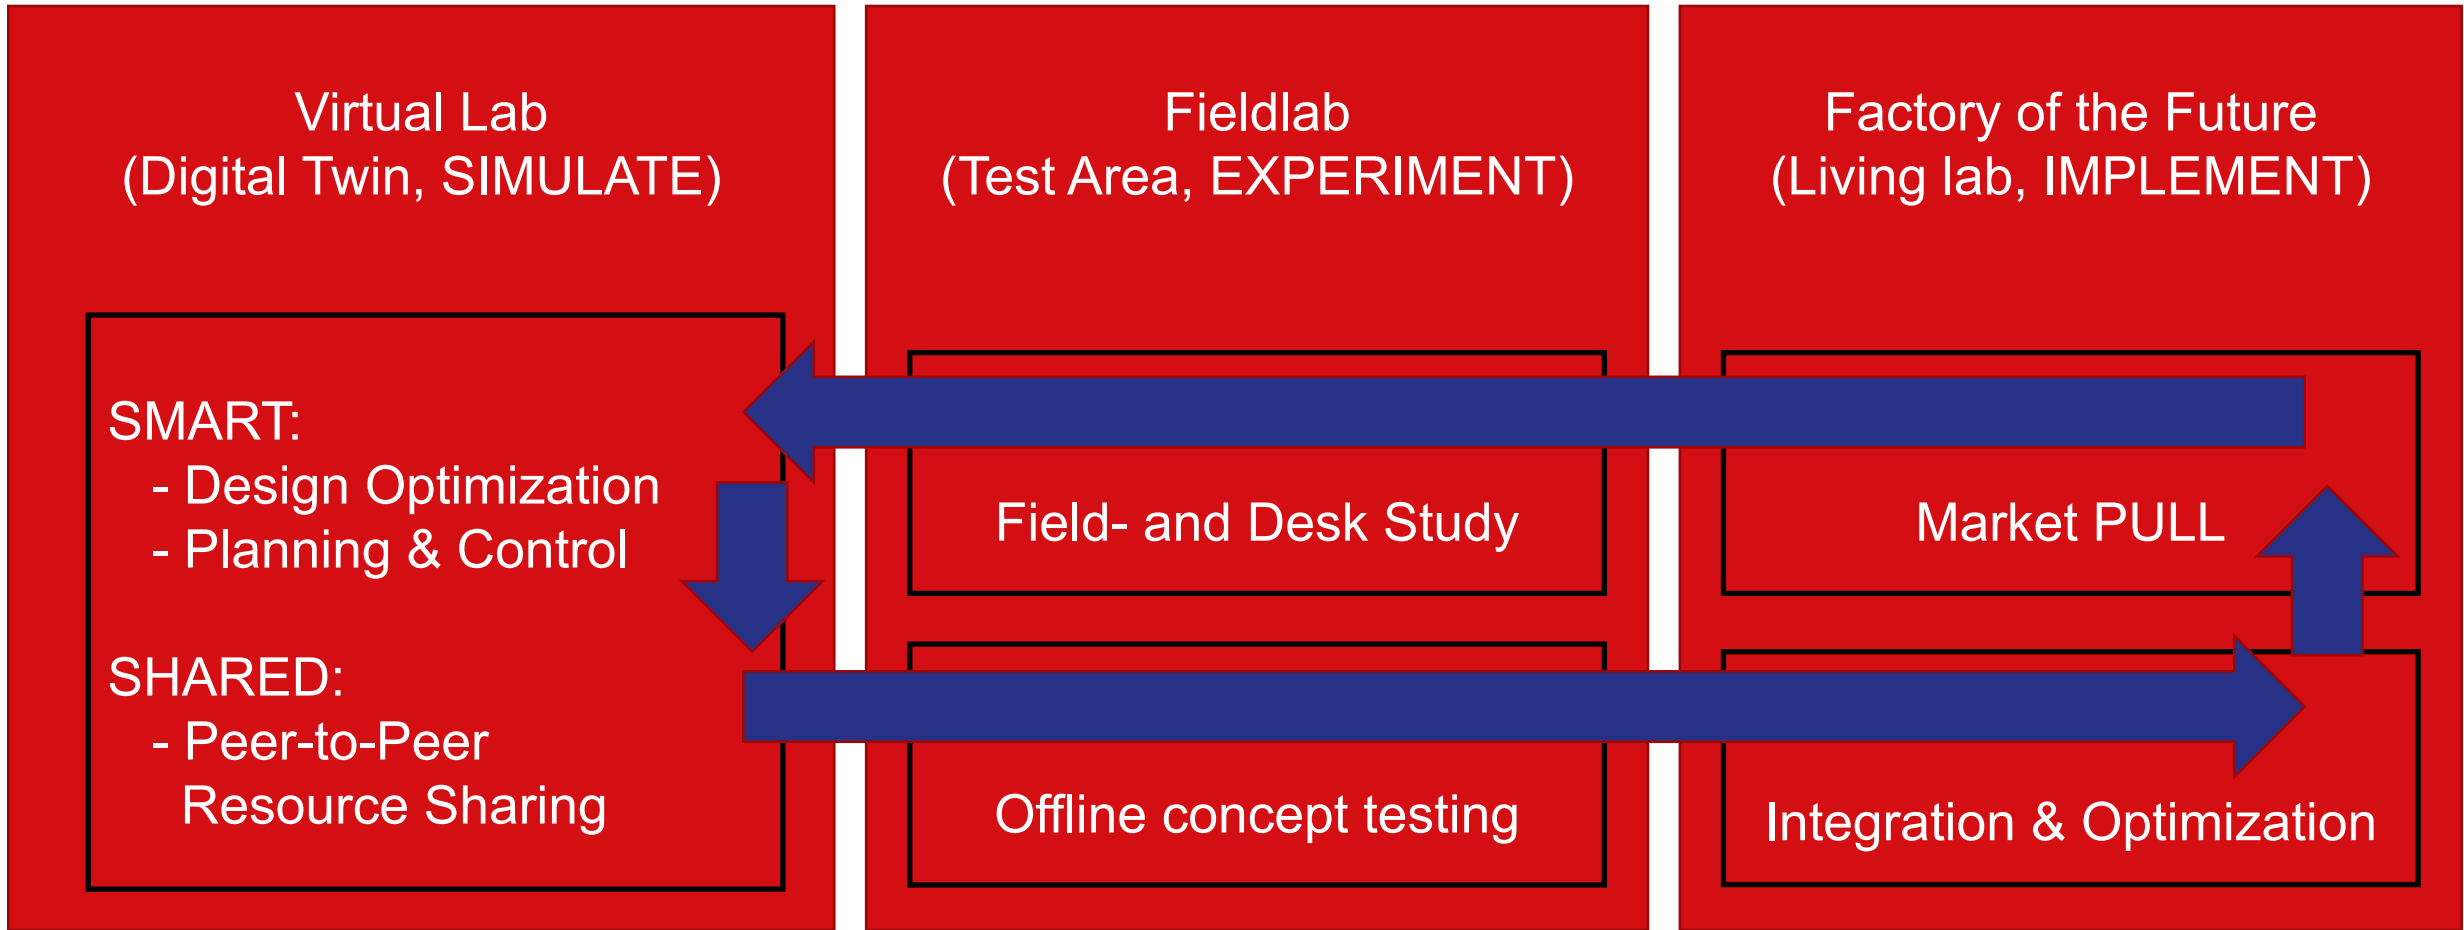 Virtual Lab
(Digital Twin, SIMULATE)
SMART:
- Design Optimization
- Planning & Control
SHARED:
- Peer-to-Peer
Resource Sharing
Fieldlab
(Test Area, EXPERIMENT)
Field- and Desk Study
Offline concept testing
Factory of the Future
(Living lab, IMPLEMENT)
Market PULL
Integration & Optimization